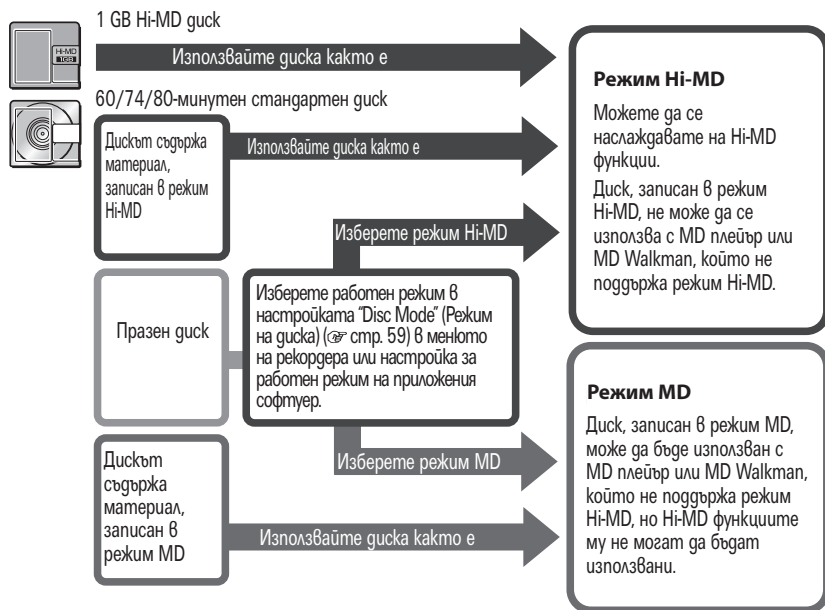 1 GB Hi-MD диск
HI-MD
1GB
Използвайте диска както е
60/74/80-минутен стандартен диск
Дискът съдържа
материал,
записан в режим
Hi-MD
Използвайте диска както е
Изберете режим Hi-MD
Празен диск
Изберете работен режим в
настройката “Disc Mode” (Режим
на диска) (☞ стр. 59) в менюто
на рекордера или настройка за
работен режим на приложения
софтуер.
Изберете режим MD
Дискът
съдържа
материал,
записан в
режим MD
Използвайте диска както е
Режим Hi-MD
Можете да се
наслаждавате на Hi-MD
функции.
Диск, записан в режим
Hi-MD, не може да се
използва с MD плейър или
MD Walkman, който не
поддържа режим Hi-MD.
Режим MD
Диск, записан в режим MD,
може да бъде използван с
MD плейър или MD Walkman,
който не поддържа режим
Hi-MD, но Hi-MD функциите
му не могат да бъдат
използвани.